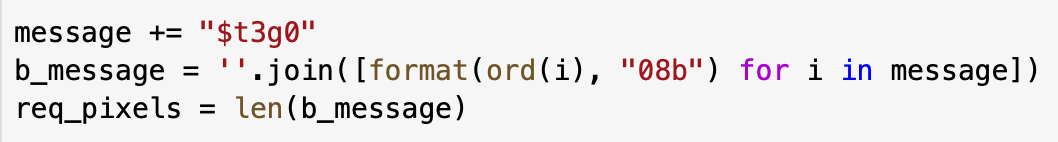 message += "$t3g0"
b_message = ''.join([format(ord(i), "08b") for i in message])
req_pixels = len(b_message)